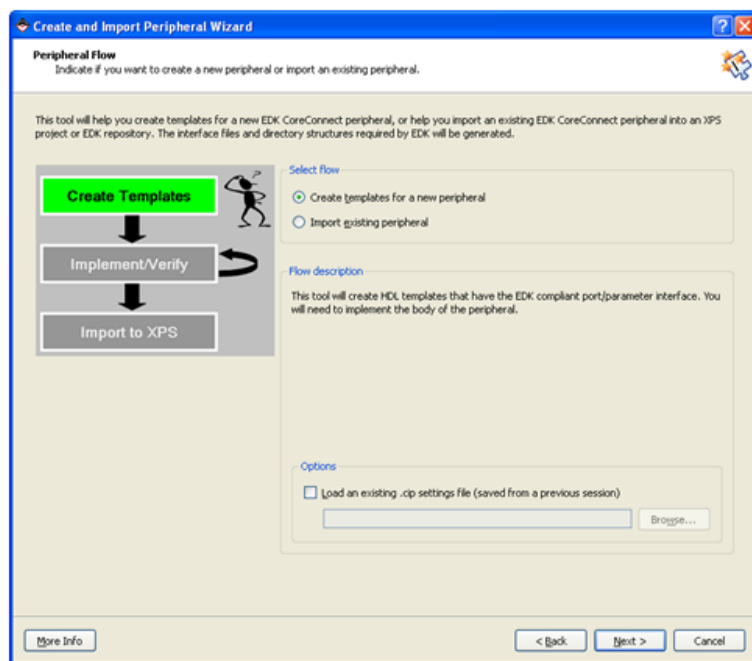 Create and Import Peripheral Wizard
Peripheral Flow
Indicate if you want to create a new peripheral or import an existing peripheral.
This tool will help you create templates for a new EDK CoreConnect peripheral, or help you import an existing EDK CoreConnect peripheral into an XPS
project or EDK repository. The interface files and directory structures required by EDK will be generated.
Create Templates
Implement/Verify
Import to XPS
Select flow
Create templates for a new peripheral
Import existing peripheral
Flow description
This tool will create HDL templates that have the EDK compliant port/parameter interface. You
will need to implement the body of the peripheral.
Options
Load an existing .cip settings file (saved from a previous session)
Browse...
More Info
< Back
Next >
Cancel